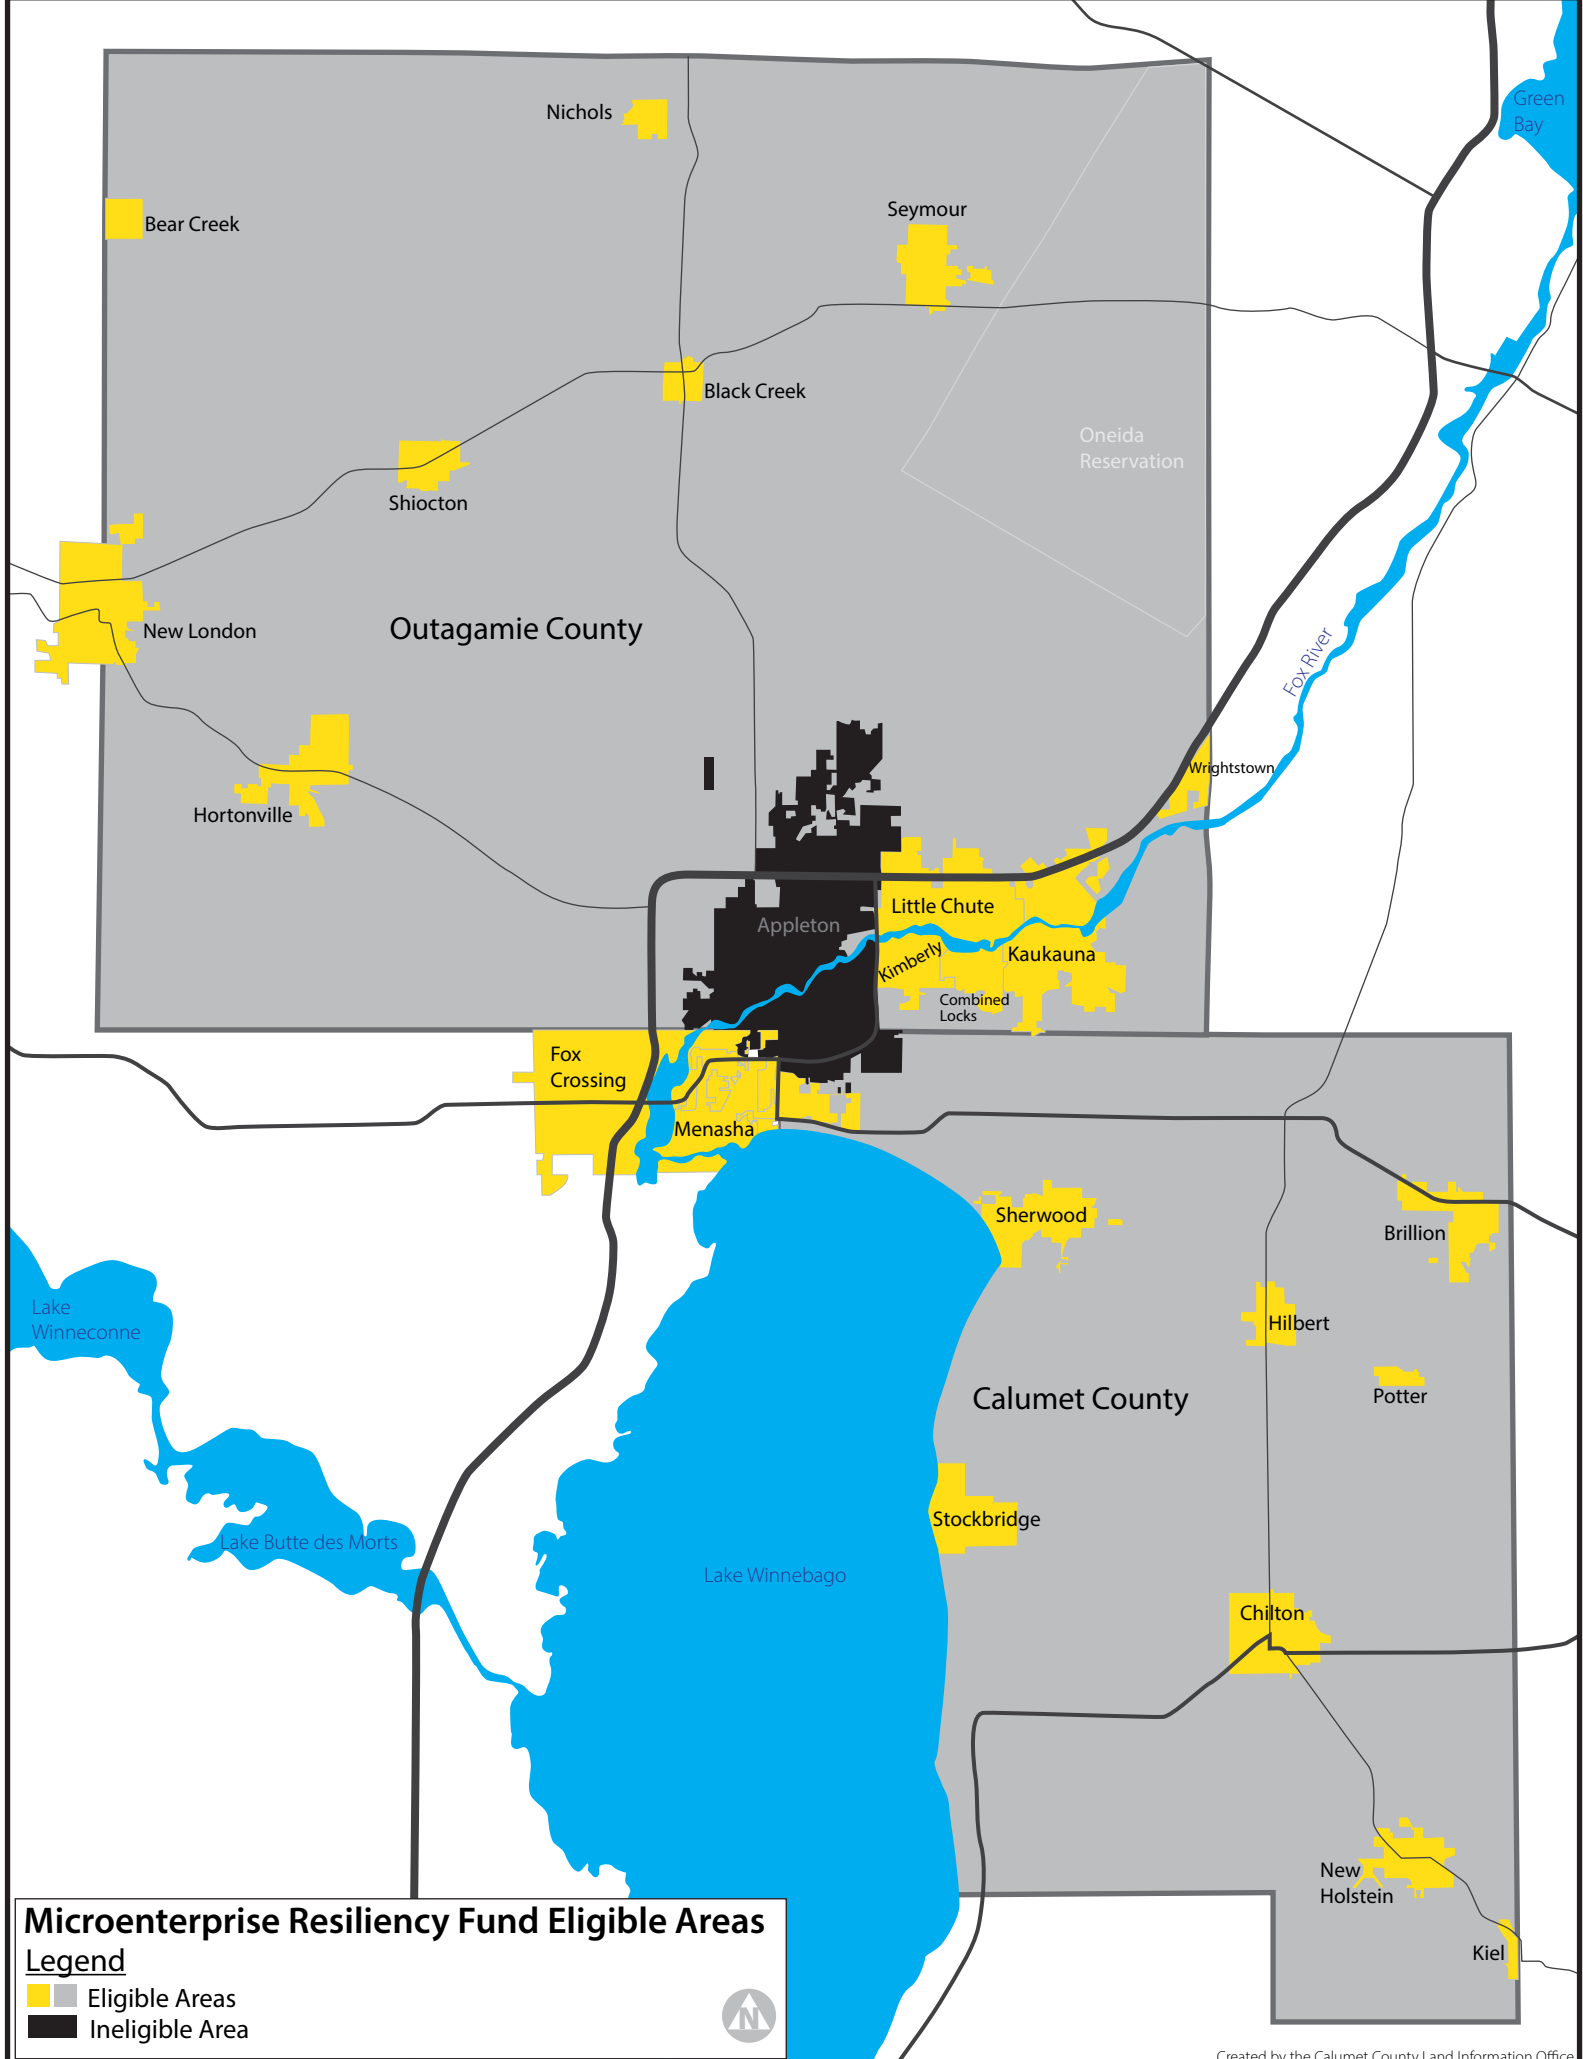 Green
Bay
Nichols
Seymour
Bear Creek
Black Creek
Oneida
Reservation
Shiocton
New London
Outagamie County
Fox River
Wrightstown
Hortonville
Little Chute
Appleton
Kimberly
Kaukauna
Combined
Locks
Fox
Crossing
Menasha
Sherwood
Brillion
Lake
Winneconne
Hilbert
Calumet County
Potter
Stockbridge
Lake Butte des Morts
Lake Winnebago
Chilton
New
Holstein
Kiel
Microenterprise Resiliency Fund Eligible Areas
Legend
Eligible Areas
Ineligible Area
N
Created by the Calumet County Land Information Office